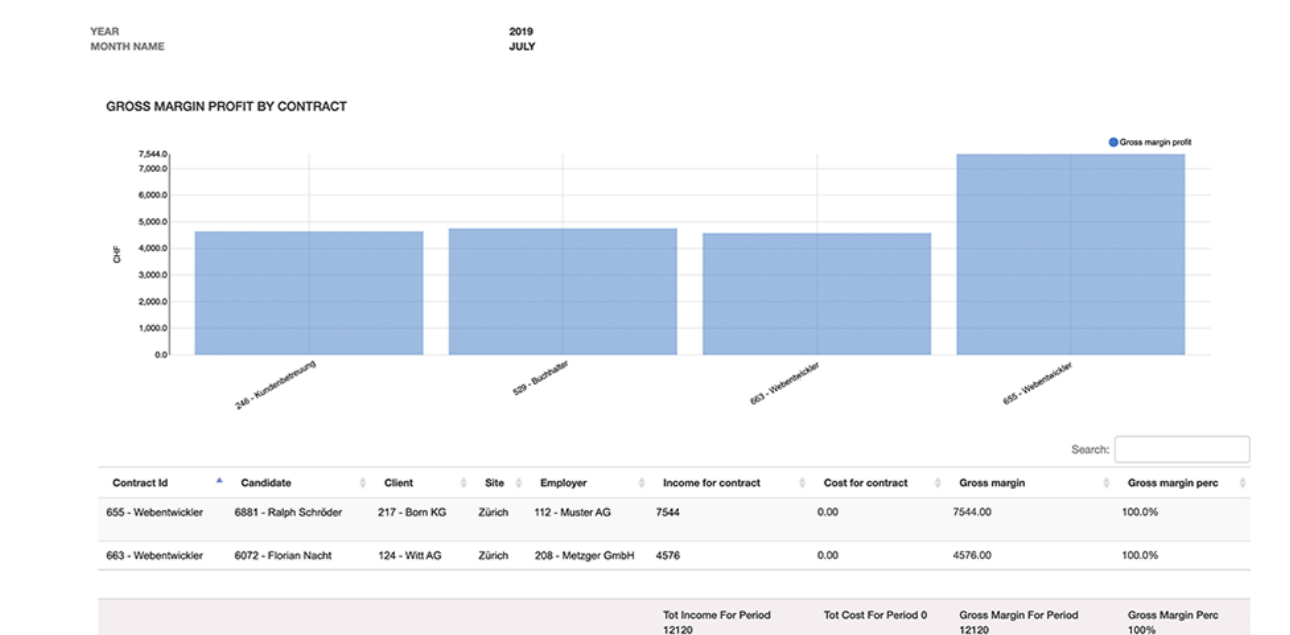 YEAR 2019
MONTH NAME JULY
GROSS MARGIN PROFIT BY CONTRACT
Gross margin profit
7,544.0
7,000.0
6,000.0
5,000.0
4,000.0
3,000.0
2,000.0
1,000.0
0.0
CHF
246 - Kundenbetreuung
529 - Buchhalter
663 - Webentwickler
655 - Webentwickler
Search:
Contract Id Candidate Client Site Employer Income for contract Cost for contract Gross margin Gross margin perc
655 - Webentwickler 6881 - Ralph Schröder 217 - Born KG Zürich 112 - Muster AG 7544 0.00 7544.00 100.0%
663 - Webentwickler 6072 - Florian Nacht 124 - Witt AG Zürich 208 - Metzger GmbH 4576 0.00 4576.00 100.0%
Tot Income For Period Tot Cost For Period 0 Gross Margin For Period Gross Margin Perc
12120 12120 100%